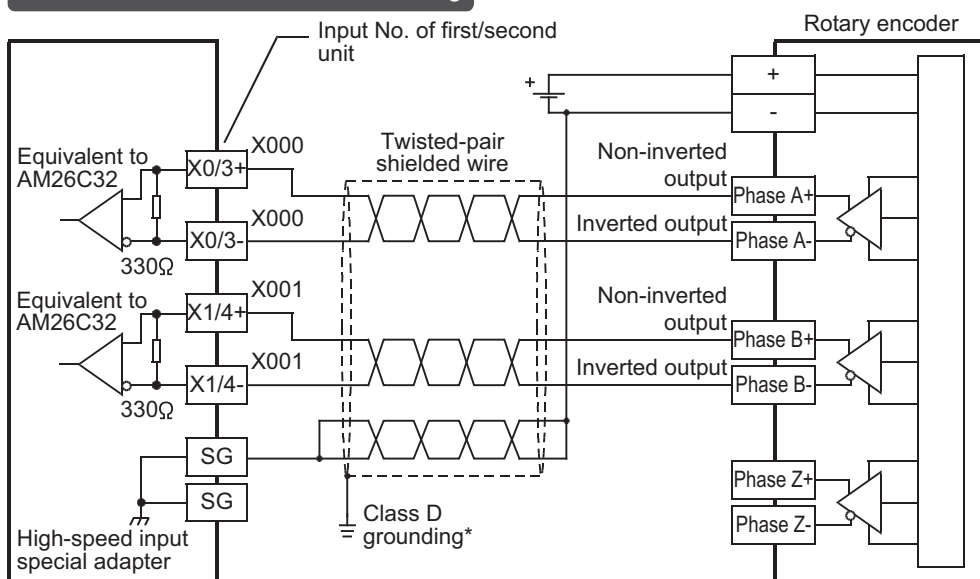 Rotary encoder
Input No. of first/second
unit
+
+
-
Equivalent to
AM26C32
X0/3+
X000
Twisted-pair
shielded wire
Non-inverted
output
Phase A+
X000
X0/3-
Inverted output
Phase A-
330Ω
Equivalent to
AM26C32
X1/4+
X001
Non-inverted
output
Phase B+
X001
X1/4-
Inverted output
Phase B-
330Ω
SG
SG
Phase Z+
Phase Z-
High-speed input
special adapter
Class D
grounding*